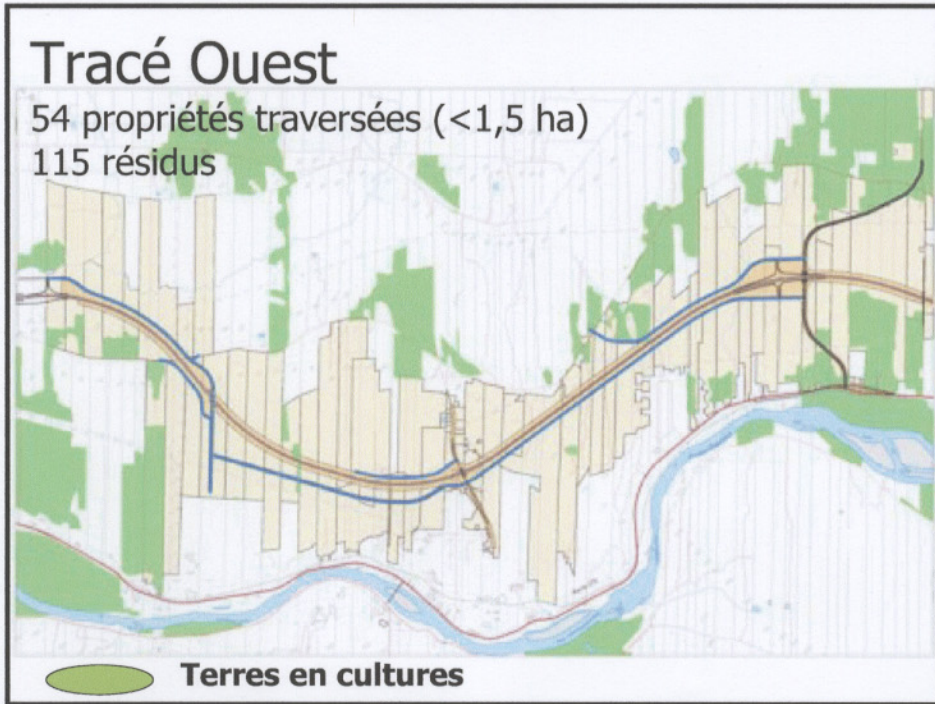 Tracé Ouest
54 propriétés traversées (<1,5 ha)
115 résidus
Terres en cultures